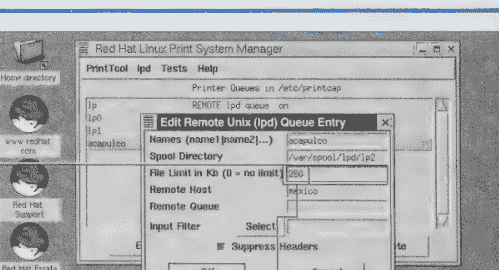 Red Hat Linux Print System Manager
PrintTool lpd Tests Help
Home directory
Printer Queues in /etc/printcap
lp REMOTE lpd queue on
lp0
lp1
acapulco
Edit Remote Unix (lpd) Queue Entry
Names (name1|name2|...) acapulco
Spool Directory /var/spool/lpd/lp2
File Limit in Kb (0 = no limit) 250
Remote Host mexico
Remote Queue
Input Filter Select
Suppress Headers
www.redhat
com
Red Hat
Support
Red Hat Errata